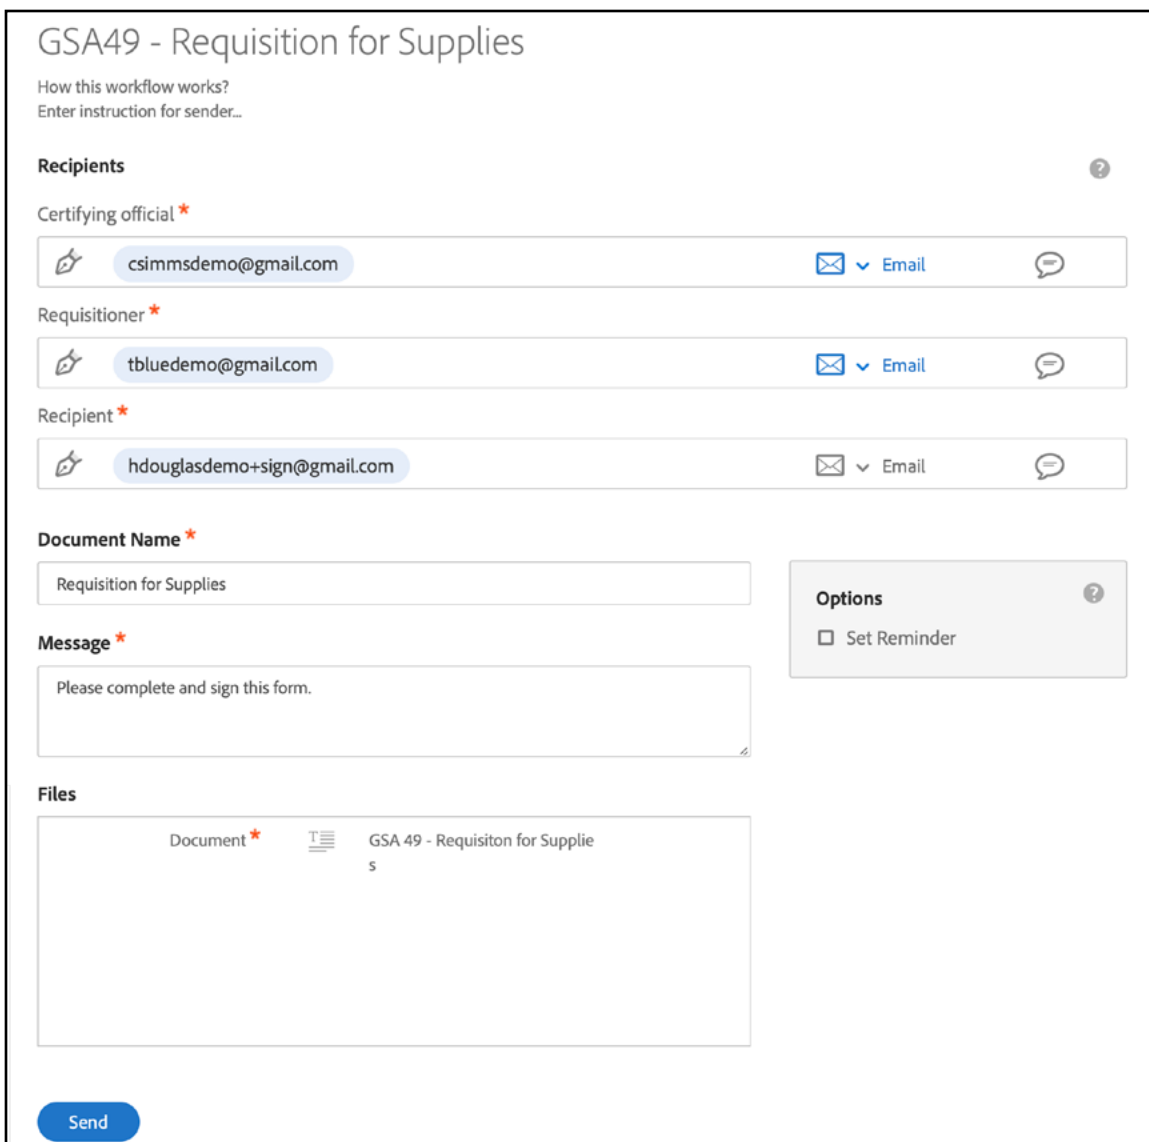 GSA49 - Requisition for Supplies
How this workflow works?
Enter instruction for sender...
Recipients
?
Certifying official *
csimmsdemo@gmail.com
Email
Requisitioner *
tbluedemo@gmail.com
Email
Recipient *
hdouglasdemo+sign@gmail.com
Email
Document Name *
Requisition for Supplies
Options
?
Set Reminder
Message *
Please complete and sign this form.
Files
Document * T GSA 49 - Requisiton for Supplie
s
Send